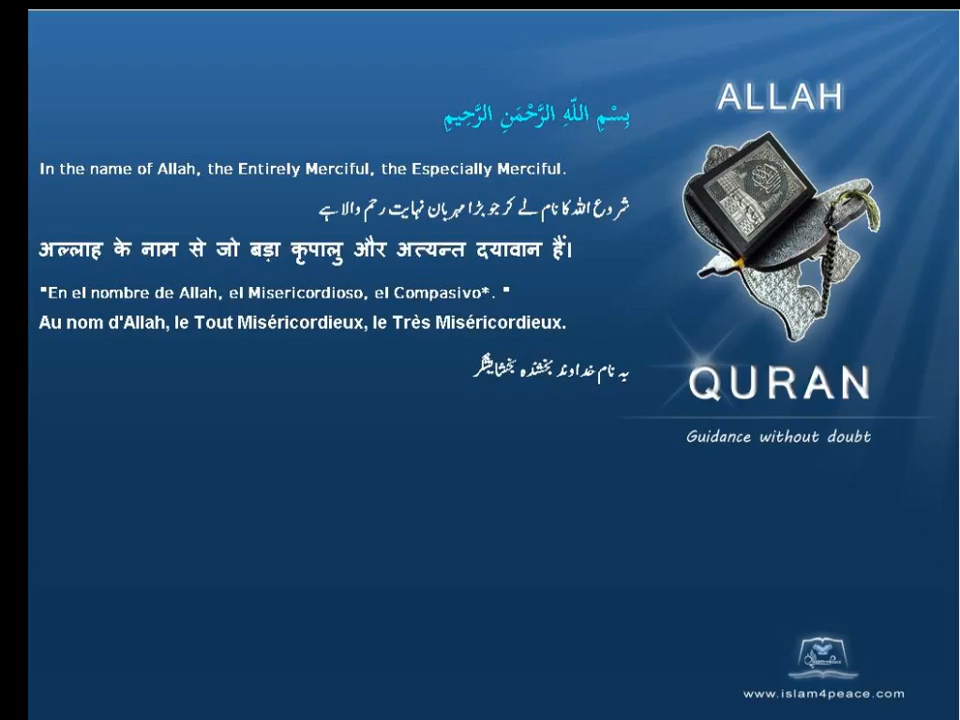 بِسْمِ اللَّهِ الرَّحْمَنِ الرَّحِيمِ
In the name of Allah, the Entirely Merciful, the Especially Merciful.
شروع اللہ کا نام لے کر جو بڑا مہربان نہایت رحم والا ہے
अल्लाह के नाम से जो बड़ा कृपालु और अत्यन्त दयावान हैं।
"En el nombre de Allah, el Misericordioso, el Compasivo*. "
Au nom d'Allah, le Tout Miséricordieux, le Très Miséricordieux.
به نام خداوند بخشنده بخشایشگر
ALLAH
QURAN
Guidance without doubt
www.islam4peace.com